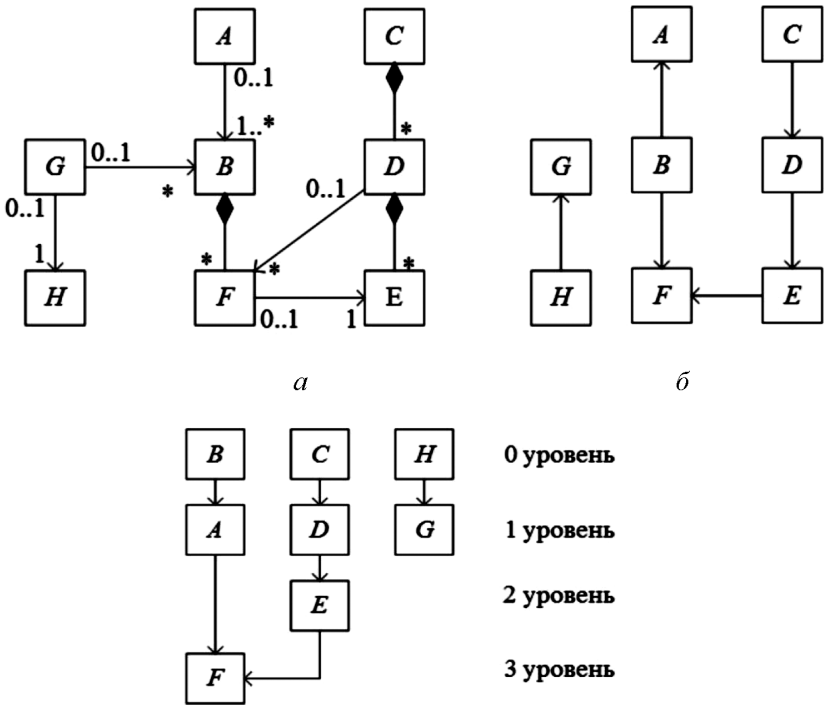 A C
0..1
1..* *
G 0..1 B D
* 0..1
0..1
1 * * *
H F E
0..1 1
A C
G B D
H F E
а б
B C H 0 уровень
A D G 1 уровень
E 2 уровень
F 3 уровень